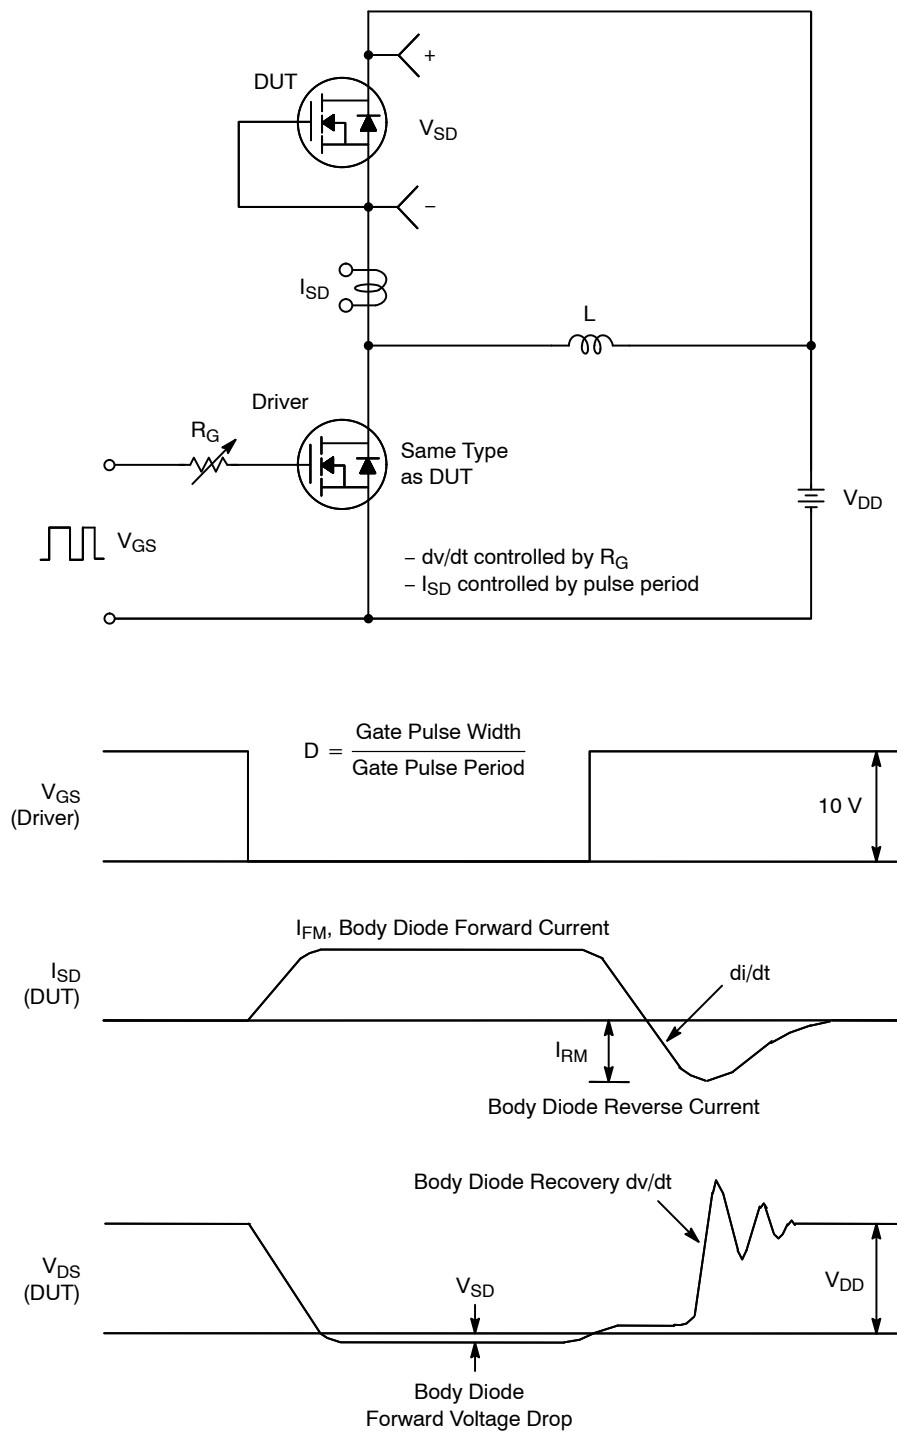 DUT
+
V_SD
−
I_SD
L
Driver
R_G
Same Type
as DUT
V_DD
V_GS
− dv/dt controlled by R_G
− I_SD controlled by pulse period
D = Gate Pulse Width
Gate Pulse Period
V_GS
(Driver)
10 V
I_FM, Body Diode Forward Current
I_SD
(DUT)
di/dt
I_RM
Body Diode Reverse Current
Body Diode Recovery dv/dt
V_DS
(DUT)
V_SD
V_DD
Body Diode
Forward Voltage Drop